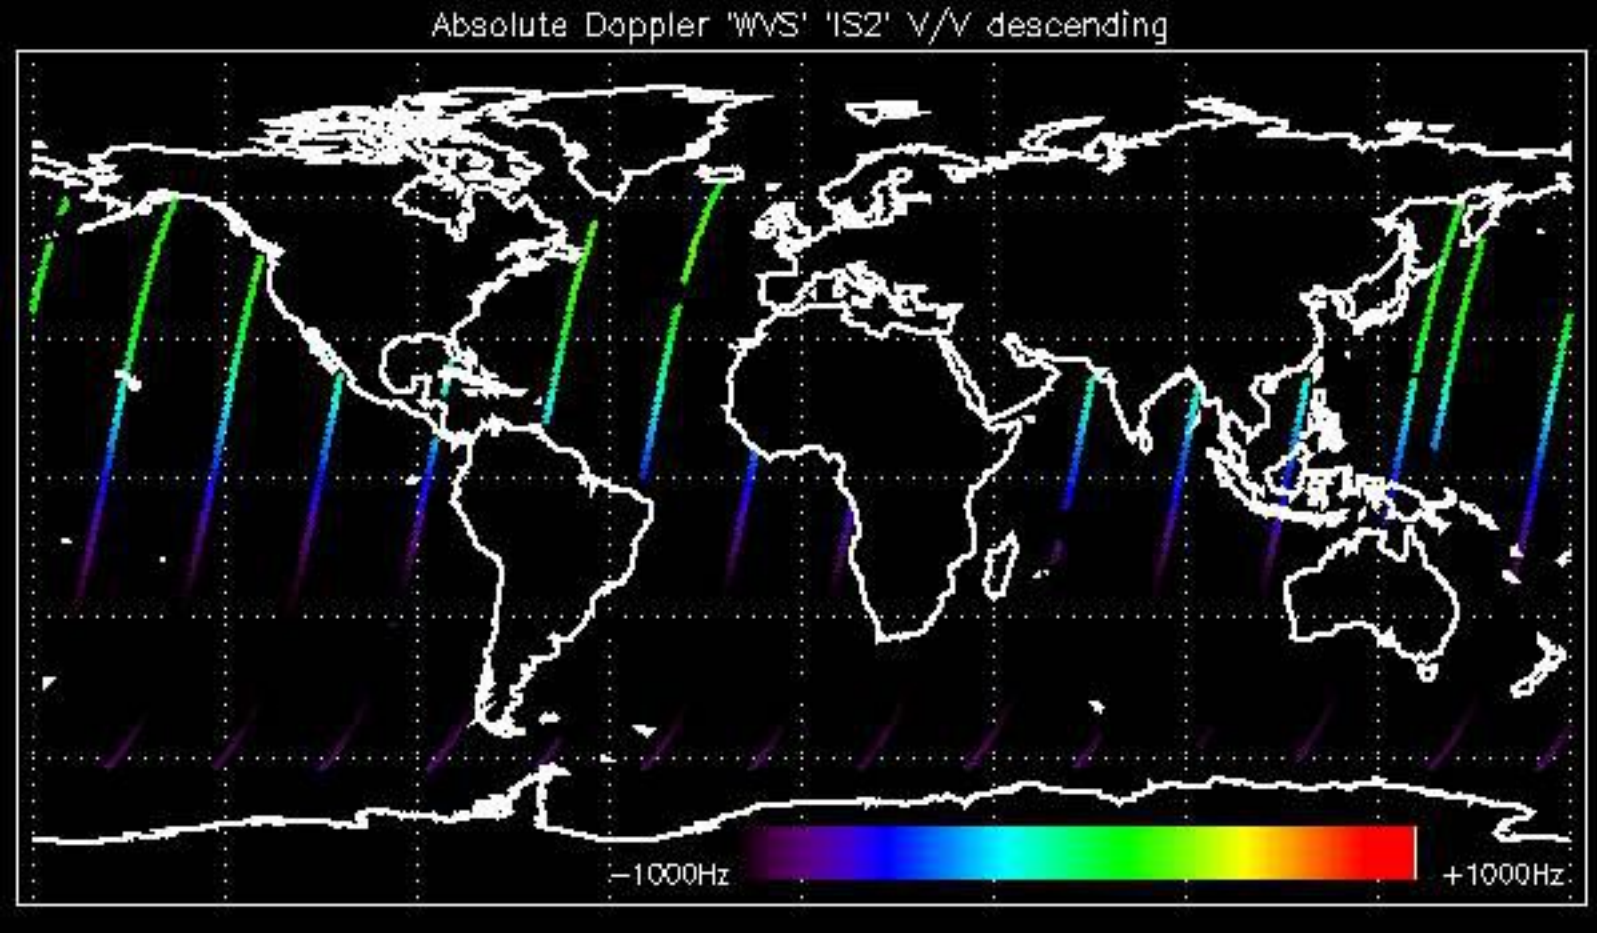 Absolute Doppler 'WVS' 'IS2' V/V descending
-1000Hz +1000Hz